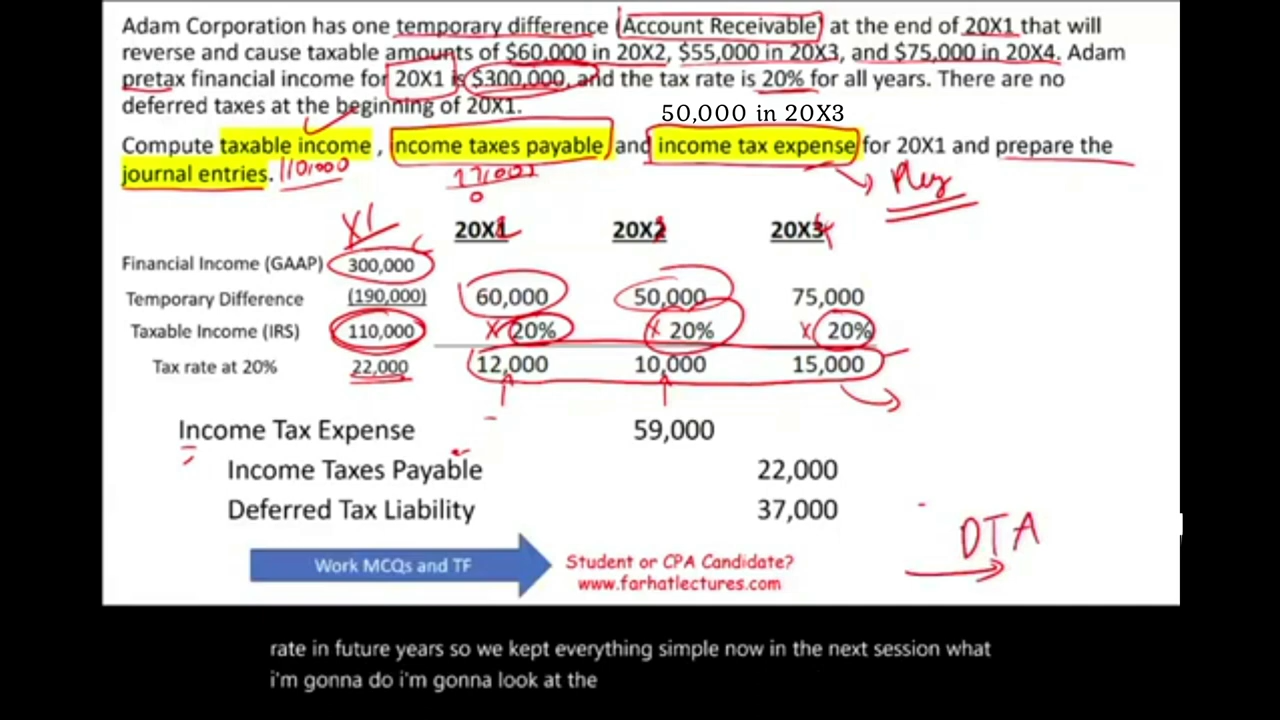 Adam Corporation has one temporary difference (Account Receivable) at the end of 20X1 that will
reverse and cause taxable amounts of $60,000 in 20X2, $55,000 in 20X3, and $75,000 in 20X4. Adam
pretax financial income for 20X1 is $300,000, and the tax rate is 20% for all years. There are no
deferred taxes at the beginning of 20X1.
50,000 in 20X3
Compute taxable income , income taxes payable, and income tax expense for 20X1 and prepare the
journal entries. 110,000
Plug
X1 20X1 20X2 20X3
Financial Income (GAAP) 300,000
Temporary Difference (190,000) 60,000 50,000 75,000
Taxable Income (IRS) 110,000 x 20% x 20% x 20%
Tax rate at 20% 22,000 12,000 10,000 15,000
Income Tax Expense 59,000
Income Taxes Payable 22,000
Deferred Tax Liability 37,000
DTA
Work MCQs and TF Student or CPA Candidate?
www.farhatlectures.com
rate in future years so we kept everything simple now in the next session what
i'm gonna do i'm gonna look at the